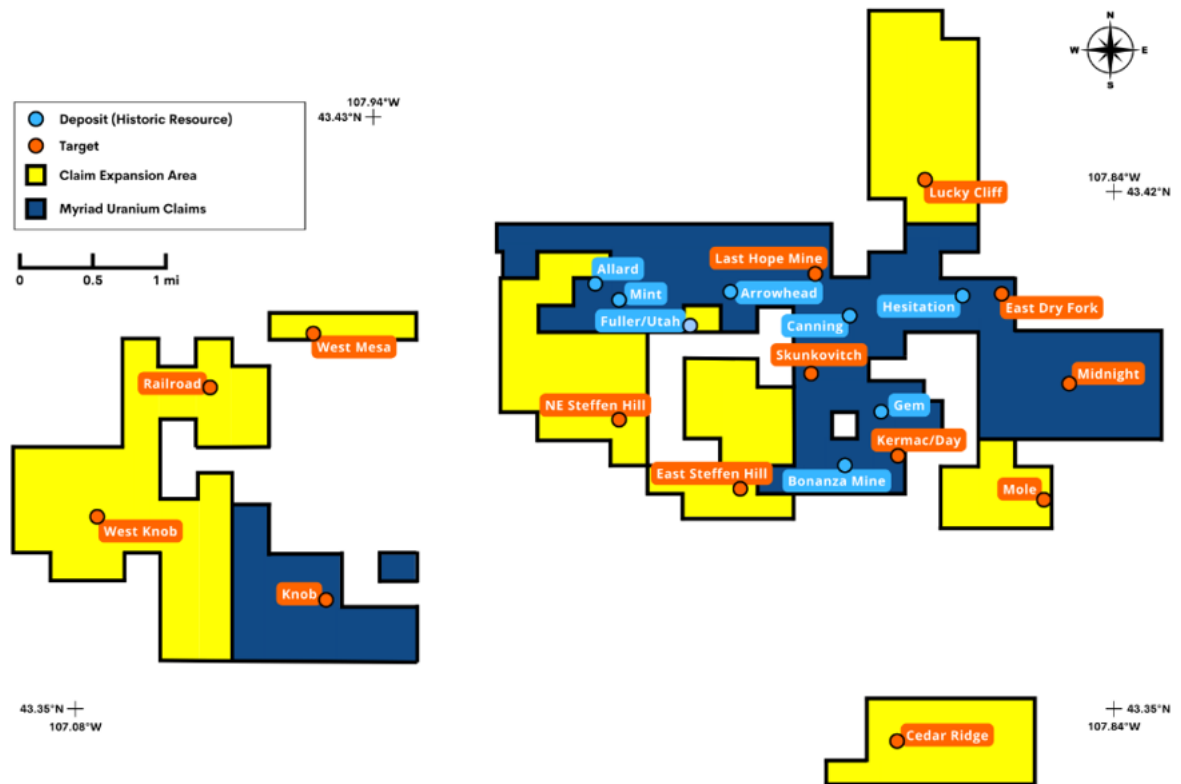 N
W
E
S
107.94°W
43.43°N
Deposit (Historic Resource)
Target
Claim Expansion Area
Myriad Uranium Claims
0 0.5 1 mi
107.84°W
43.42°N
Lucky Cliff
Last Hope Mine
Allard
Mint
Arrowhead
Hesitation
East Dry Fork
Fuller/Utah
Canning
West Mesa
Skunkovitch
Railroad
Midnight
NE Steffen Hill
Gem
Kermac/Day
East Steffen Hill
Bonanza Mine
Mole
West Knob
Knob
43.35°N
107.08°W
43.35°N
107.84°W
Cedar Ridge